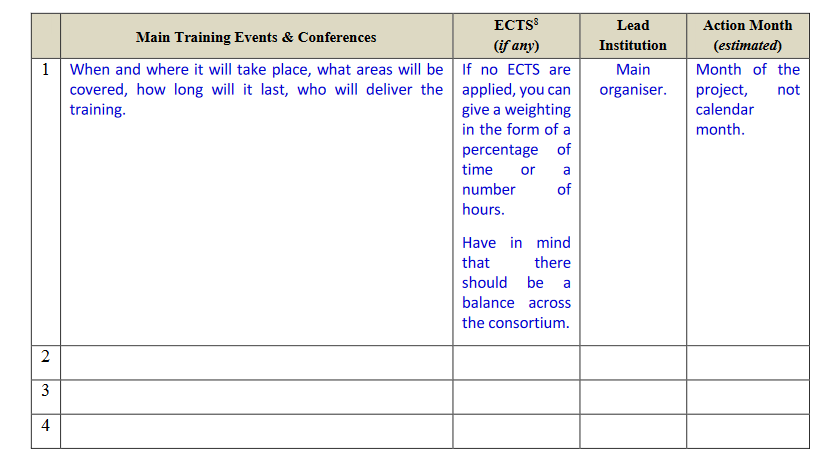 Main Training Events & Conferences
ECTS8
(if any)
Lead
Institution
Action Month
(estimated)
1
When and where it will take place, what areas will be
covered, how long will it last, who will deliver the
training.
If no ECTS are
applied, you can
give a weighting
in the form of a
percentage of
time or a
number of
hours.
Have in mind
that there
should be a
balance across
the consortium.
Main
organiser.
Month of the
project, not
calendar
month.
2
3
4